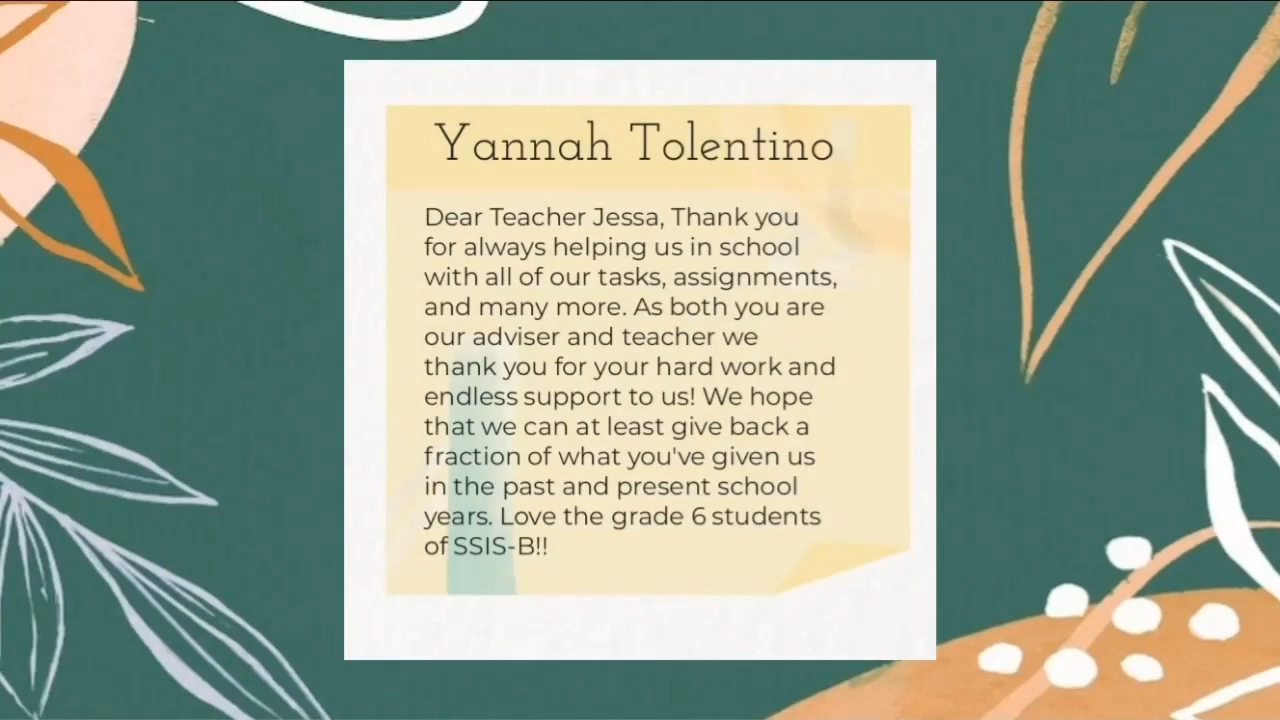 Yannah Tolentino
Dear Teacher Jessa, Thank you
for always helping us in school
with all of our tasks, assignments,
and many more. As both you are
our adviser and teacher we
thank you for your hard work and
endless support to us! We hope
that we can at least give back a
fraction of what you've given us
in the past and present school
years. Love the grade 6 students
of SSIS-B!!